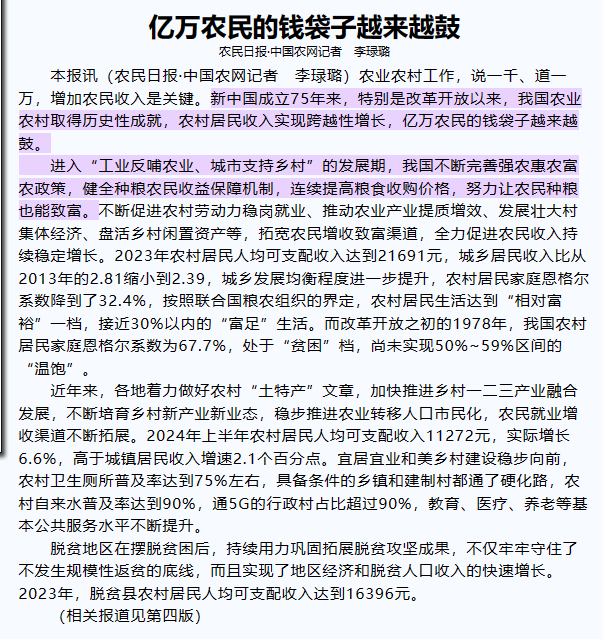 亿万农民的钱袋子越来越鼓
农民日报·中国农网记者　李琭璐
本报讯（农民日报·中国农网记者　李琭璐）农业农村工作，说一千、道一
万，增加农民收入是关键。新中国成立75年来，特别是改革开放以来，我国农业
农村取得历史性成就，农村居民收入实现跨越性增长，亿万农民的钱袋子越来越
鼓。
进入“工业反哺农业、城市支持乡村”的发展期，我国不断完善强农惠农富
农政策，健全种粮农民收益保障机制，连续提高粮食收购价格，努力让农民种粮
也能致富。不断促进农村劳动力稳岗就业、推动农业产业提质增效、发展壮大村
集体经济、盘活乡村闲置资产等，拓宽农民增收致富渠道，全力促进农民收入持
续稳定增长。2023年农村居民人均可支配收入达到21691元，城乡居民收入比从
2013年的2.81缩小到2.39，城乡发展均衡程度进一步提升，农村居民家庭恩格尔
系数降到了32.4%，按照联合国粮农组织的界定，农村居民生活达到“相对富
裕”一档，接近30%以内的“富足”生活。而改革开放之初的1978年，我国农村
居民家庭恩格尔系数为67.7%，处于“贫困”档，尚未实现50%~59%区间的
“温饱”。
近年来，各地着力做好农村“土特产”文章，加快推进乡村一二三产业融合
发展，不断培育乡村新产业新业态，稳步推进农业转移人口市民化，农民就业增
收渠道不断拓展。2024年上半年农村居民人均可支配收入11272元，实际增长
6.6%，高于城镇居民收入增速2.1个百分点。宜居宜业和美乡村建设稳步向前，
农村卫生厕所普及率达到75%左右，具备条件的乡镇和建制村都通了硬化路，农
村自来水普及率达到90%，通5G的行政村占比超过90%，教育、医疗、养老等基
本公共服务水平不断提升。
脱贫地区在摆脱贫困后，持续用力巩固拓展脱贫攻坚成果，不仅牢牢守住了
不发生规模性返贫的底线，而且实现了地区经济和脱贫人口收入的快速增长。
2023年，脱贫县农村居民人均可支配收入达到16396元。
（相关报道见第四版）